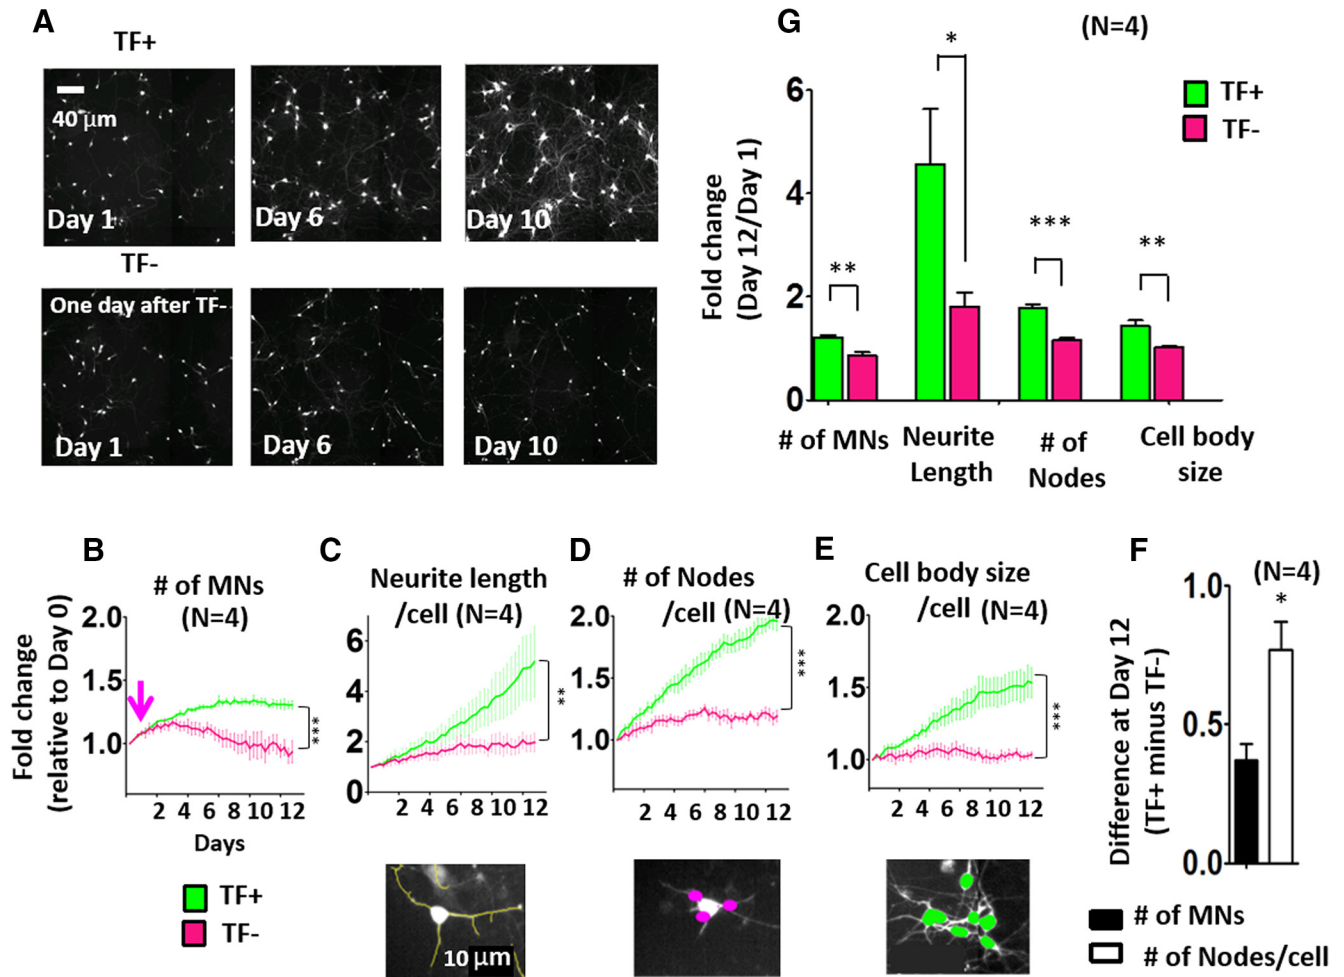 A
TF+
40 µm
Day 1
Day 6
Day 10
TF-
One day after TF-
Day 1
Day 6
Day 10
G
(N=4)
Fold change
(Day 12/Day 1)
6
4
2
0
*
**
***
**
TF+
TF-
# of MNs
Neurite
Length
# of
Nodes
Cell body
size
B
# of MNs
(N=4)
Fold change
(relative to Day 0)
2.0
1.5
1.0
***
2 4 6 8 10 12
Days
TF+
TF-
C
Neurite length
/cell (N=4)
6
4
2
0
**
2 4 6 8 10 12
10 µm
D
# of Nodes
/cell (N=4)
2.0
1.0
***
2 4 6 8 10 12
E
Cell body size
/cell (N=4)
2.0
1.5
1.0
***
2 4 6 8 10 12
F
(N=4)
*
Difference at Day 12
(TF+ minus TF-)
1.0
0.5
0.0
# of MNs
# of Nodes/cell